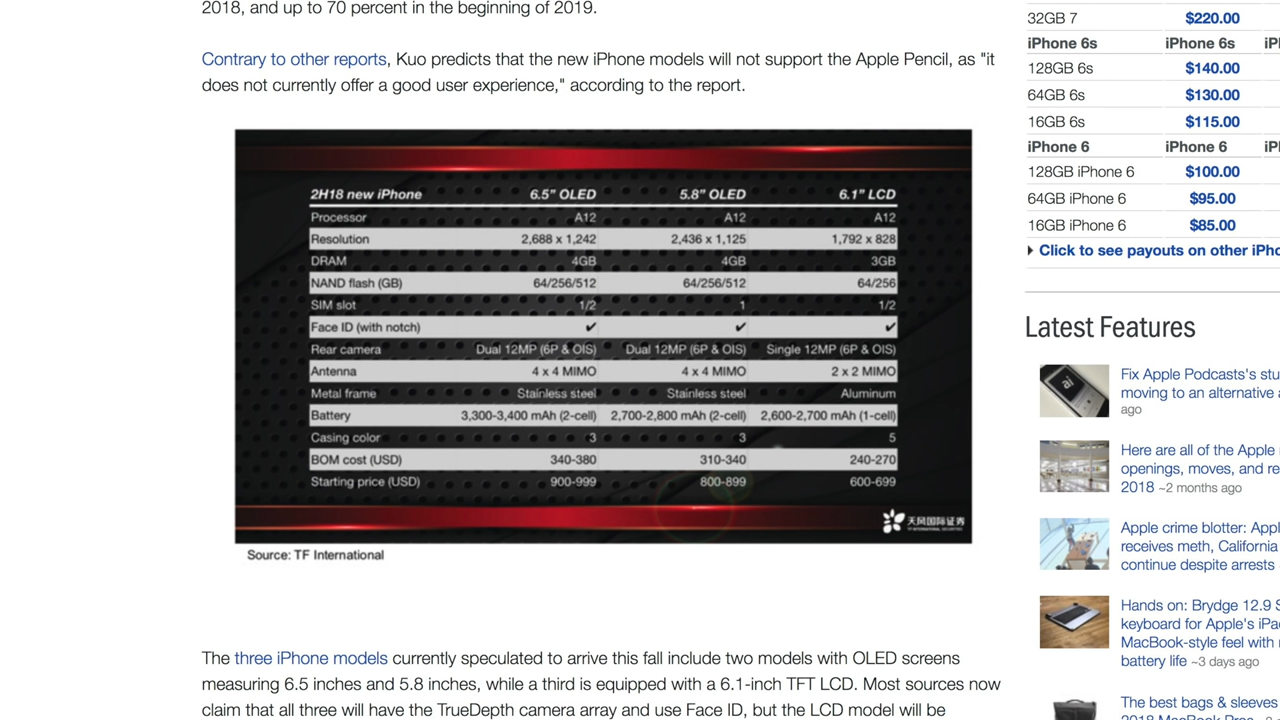 2018, and up to 70 percent in the beginning of 2019.
Contrary to other reports, Kuo predicts that the new iPhone models will not support the Apple Pencil, as "it
does not currently offer a good user experience," according to the report.
2H18 new iPhone 6.5" OLED 5.8" OLED 6.1" LCD
Processor A12 A12 A12
Resolution 2,688 x 1,242 2,436 x 1,125 1,792 x 828
DRAM 4GB 4GB 3GB
NAND flash (GB) 64/256/512 64/256/512 64/256
SIM slot 1/2 1 1/2
Face ID (with notch) ✔ ✔ ✔
Rear camera Dual 12MP (6P & OIS) Dual 12MP (6P & OIS) Single 12MP (6P & OIS)
Antenna 4 x 4 MIMO 4 x 4 MIMO 2 x 2 MIMO
Metal frame Stainless steel Stainless steel Aluminum
Battery 3,300-3,400 mAh (2-cell) 2,700-2,800 mAh (2-cell) 2,600-2,700 mAh (1-cell)
Casing color 3 3 5
BOM cost (USD) 340-380 310-340 240-270
Starting price (USD) 900-999 800-899 600-699
天风国际证券
TF INTERNATIONAL SECURITIES
Source: TF International
The three iPhone models currently speculated to arrive this fall include two models with OLED screens
measuring 6.5 inches and 5.8 inches, while a third is equipped with a 6.1-inch TFT LCD. Most sources now
claim that all three will have the TrueDepth camera array and use Face ID, but the LCD model will be
32GB 7 $220.00
iPhone 6s iPhone 6s iPl
128GB 6s $140.00
64GB 6s $130.00
16GB 6s $115.00
iPhone 6 iPhone 6 iPl
128GB iPhone 6 $100.00
64GB iPhone 6 $95.00
16GB iPhone 6 $85.00
Click to see payouts on other iPho
Latest Features
Fix Apple Podcasts's stu
moving to an alternative a
ago
Here are all of the Apple
openings, moves, and re
2018 ~2 months ago
Apple crime blotter: Appl
receives meth, California
continue despite arrests
Hands on: Brydge 12.9 S
keyboard for Apple's iPa
MacBook-style feel with
battery life ~3 days ago
The best bags & sleeves
2018 MacBook Pros